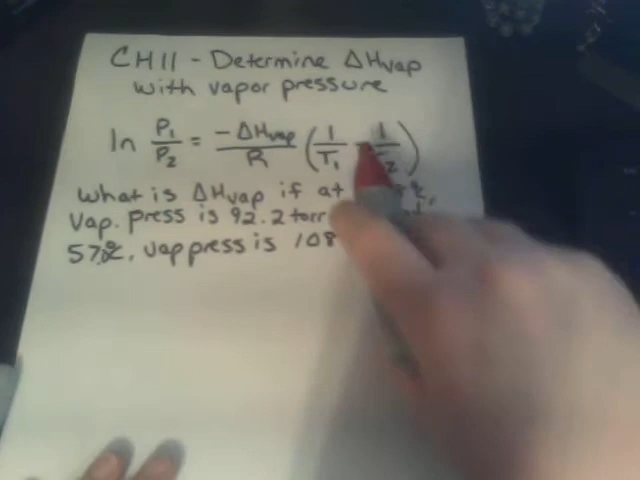 CH11 - Determine ΔHvap
with vapor pressure
ln P₁/P₂ = -ΔHvap/R (1/T₁ - 1/T₂)
What is ΔHvap if at
Vap. press is 92.2 torr
57.2, vap press is 108